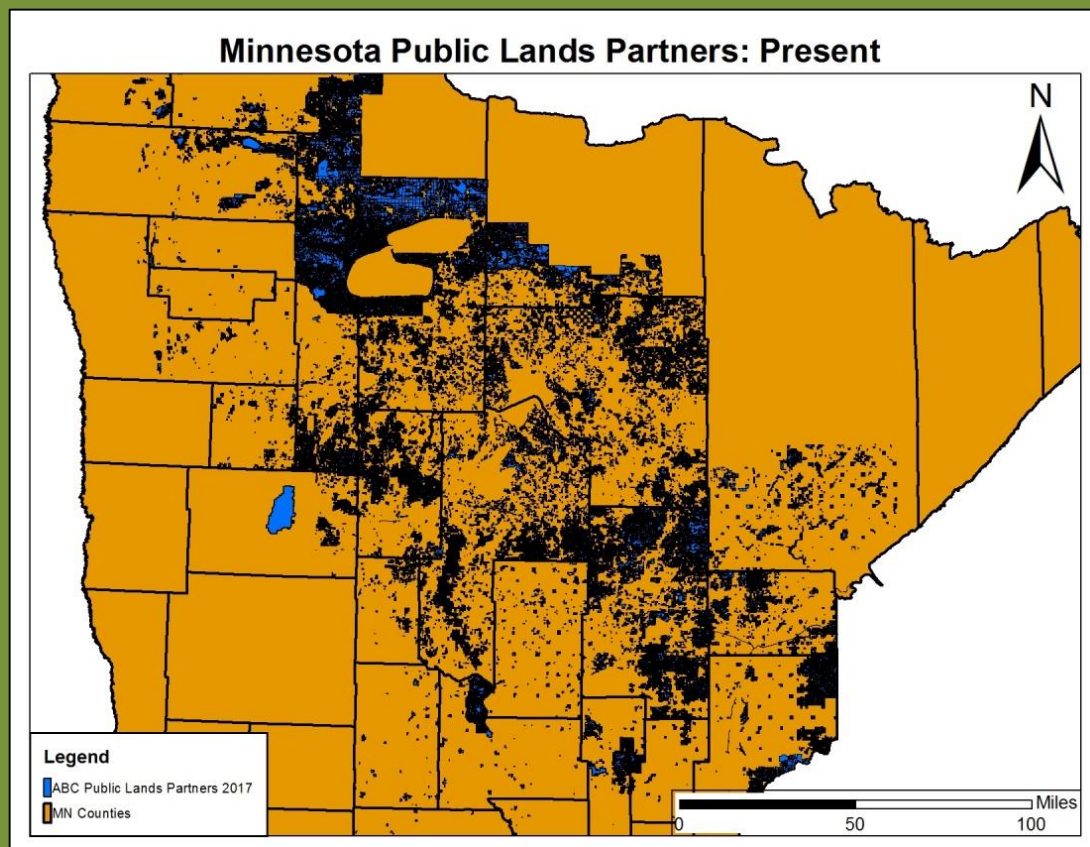 Minnesota Public Lands Partners: Present
N
Legend
ABC Public Lands Partners 2017
MN Counties
Miles
0 50 100